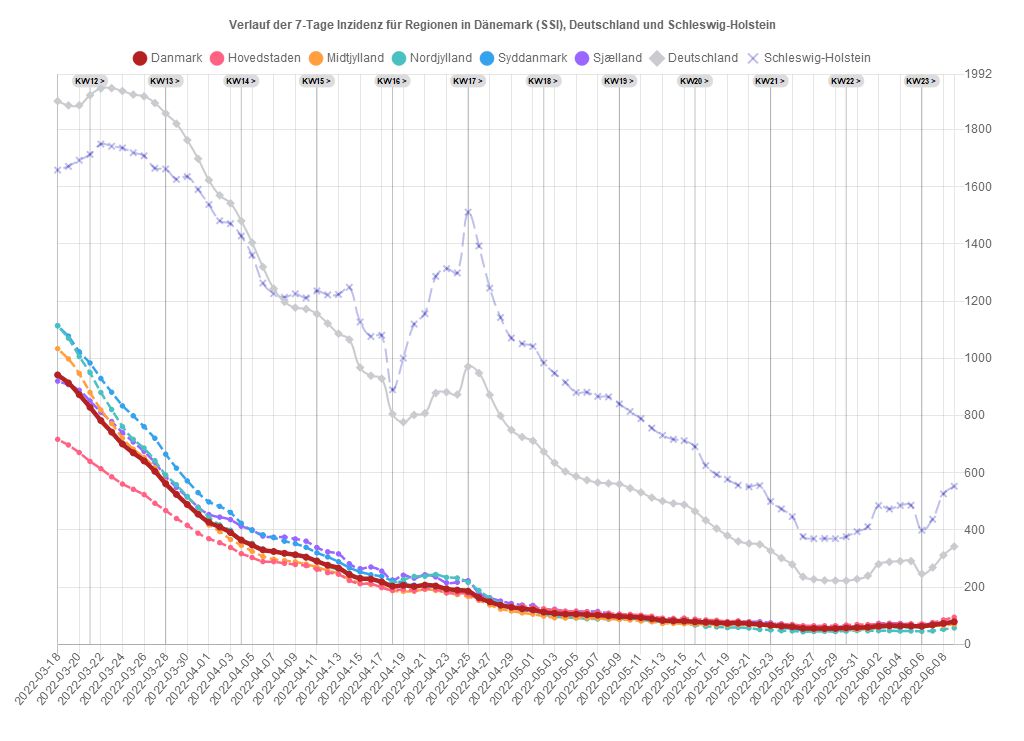 Verlauf der 7-Tage Inzidenz für Regionen in Dänemark (SSI), Deutschland und Schleswig-Holstein
Danmark Hovedstaden Midtjylland Nordjylland Syddanmark Sjælland Deutschland Schleswig-Holstein
KW12 > KW13 > KW14 > KW15 > KW16 > KW17 > KW18 > KW19 > KW20 > KW21 > KW22 > KW23 >
1992
1800
1600
1400
1200
1000
800
600
400
200
0
2022-03-18 2022-03-20 2022-03-22 2022-03-24 2022-03-26 2022-03-28 2022-03-30 2022-04-01 2022-04-03 2022-04-05 2022-04-07 2022-04-09 2022-04-11 2022-04-13 2022-04-15 2022-04-17 2022-04-19 2022-04-21 2022-04-23 2022-04-25 2022-04-27 2022-04-29 2022-05-01 2022-05-03 2022-05-05 2022-05-07 2022-05-09 2022-05-11 2022-05-13 2022-05-15 2022-05-17 2022-05-19 2022-05-21 2022-05-23 2022-05-25 2022-05-27 2022-05-29 2022-05-31 2022-06-02 2022-06-04 2022-06-06 2022-06-08